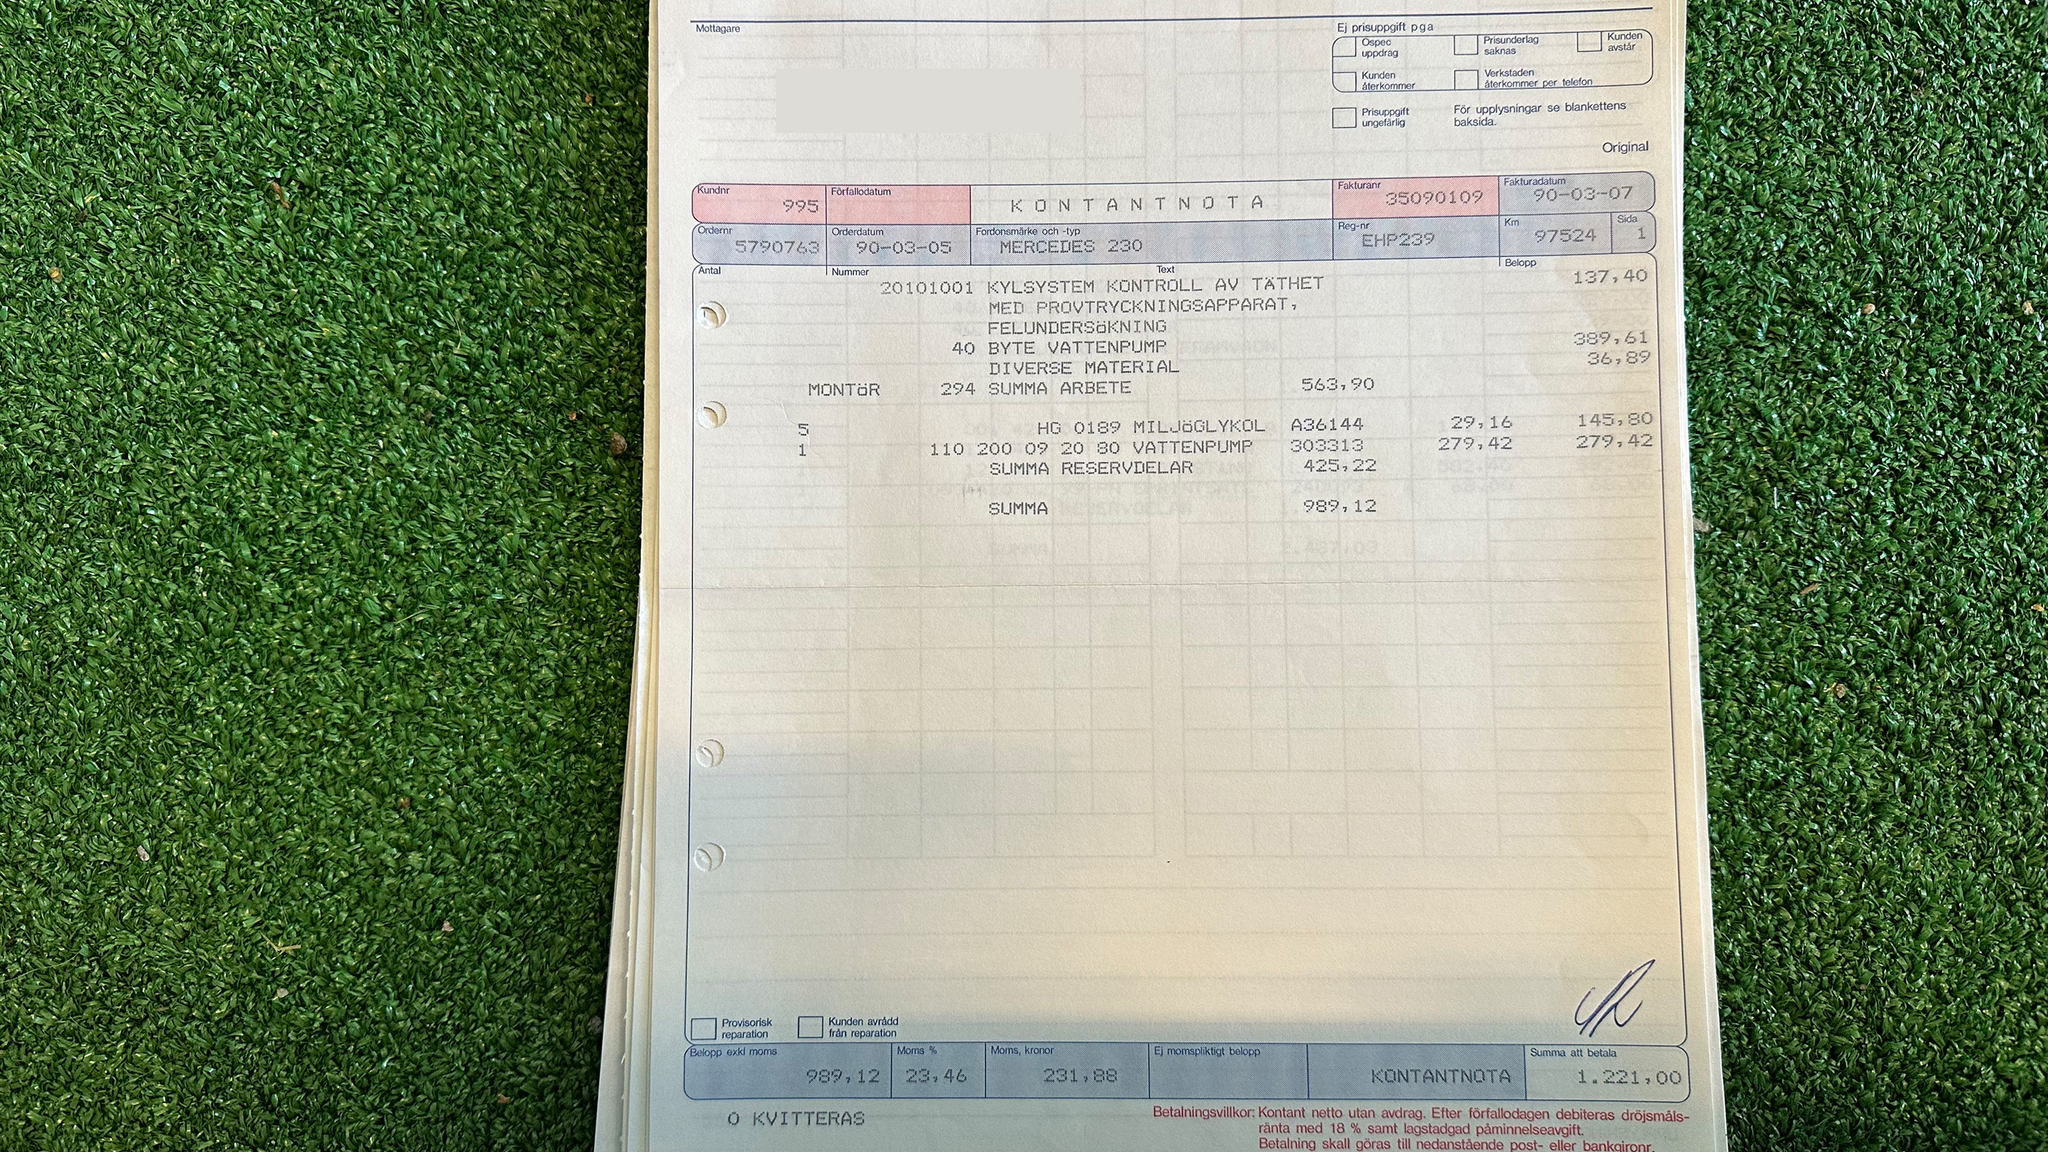 Mottagare
Ej prisuppgift pga
Ospec uppdrag
Prisunderlag saknas
Kunden avstår
Kunden återkommer
Verkstaden återkommer per telefon
Prisuppgift ungefärlig
För upplysningar se blankettens baksida.
Original
Kundnr 995
Förfallodatum
KONTANTNOTA
Fakturanr 35090109
Fakturadatum 90-03-07
Ordernr 5790763
Orderdatum 90-03-05
Fordonsmärke och -typ MERCEDES 230
Reg-nr EHP239
Km 97524
Sida 1
Antal Nummer Text Belopp
20101001 KYLSYSTEM KONTROLL AV TÄTHET 137,40
MED PROVTRYCKNINGSAPPARAT,
FELUNDERSöKNING
40 BYTE VATTENPUMP 389,61
DIVERSE MATERIAL 36,89
MONTöR 294 SUMMA ARBETE 563,90
5 HG 0189 MILJöGLYKOL A36144 29,16 145,80
1 110 200 09 20 80 VATTENPUMP 303313 279,42 279,42
SUMMA RESERVDELAR 425,22
SUMMA 989,12
Provisorisk reparation
Kunden avrådd från reparation
Belopp exkl moms 989,12
Moms % 23,46
Moms, kronor 231,88
Ej momspliktigt belopp
KONTANTNOTA
Summa att betala 1.221,00
O KVITTERAS
Betalningsvillkor: Kontant netto utan avdrag. Efter förfallodagen debiteras dröjsmåls-
ränta med 18 % samt lagstadgad påminnelseavgift.
Betalning skall göras till nedanstående post- eller bankgironr.